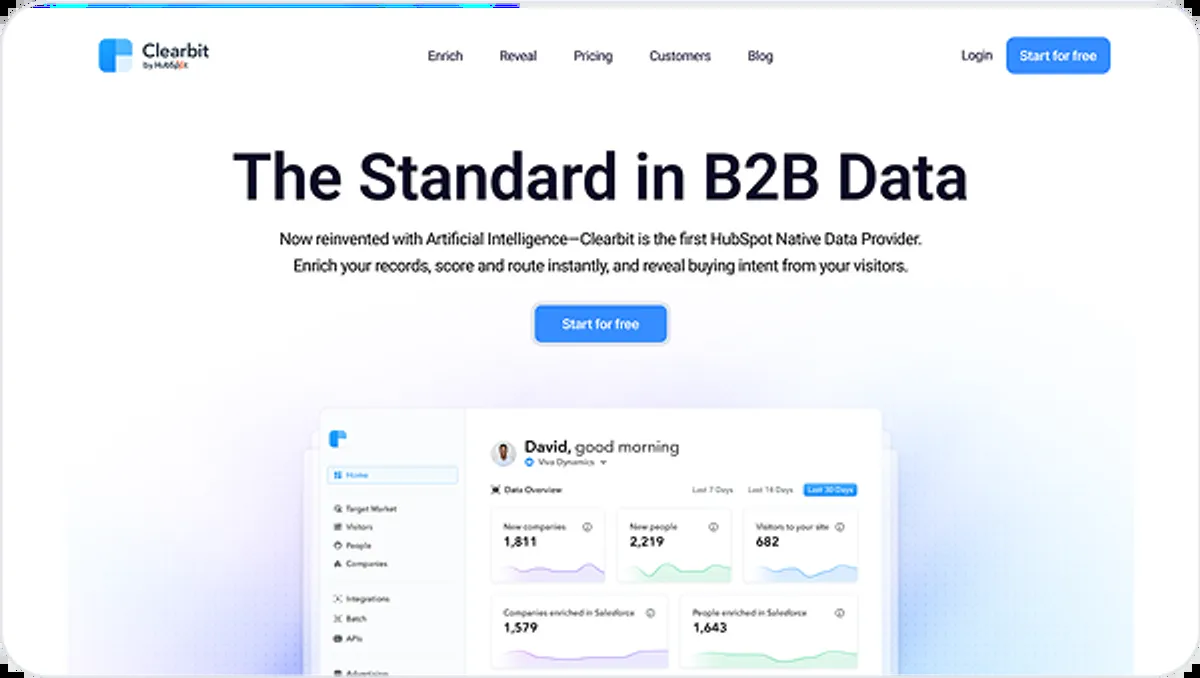 Clearbit
by HubSpot
Enrich Reveal Pricing Customers Blog
Login Start for free
The Standard in B2B Data
Now reinvented with Artificial Intelligence—Clearbit is the first HubSpot Native Data Provider.
Enrich your records, score and route instantly, and reveal buying intent from your visitors.
Start for free
David, good morning
Viva Dynamics
Home
Data Overview Last 7 Days Last 14 Days Last 30 Days
Target Market
Visitors
People
Companies
Integrations
Batch
APIs
Advertising
New companies New people Visitors to your site
1,811 2,219 682
Companies enriched in Salesforce People enriched in Salesforce
1,579 1,643